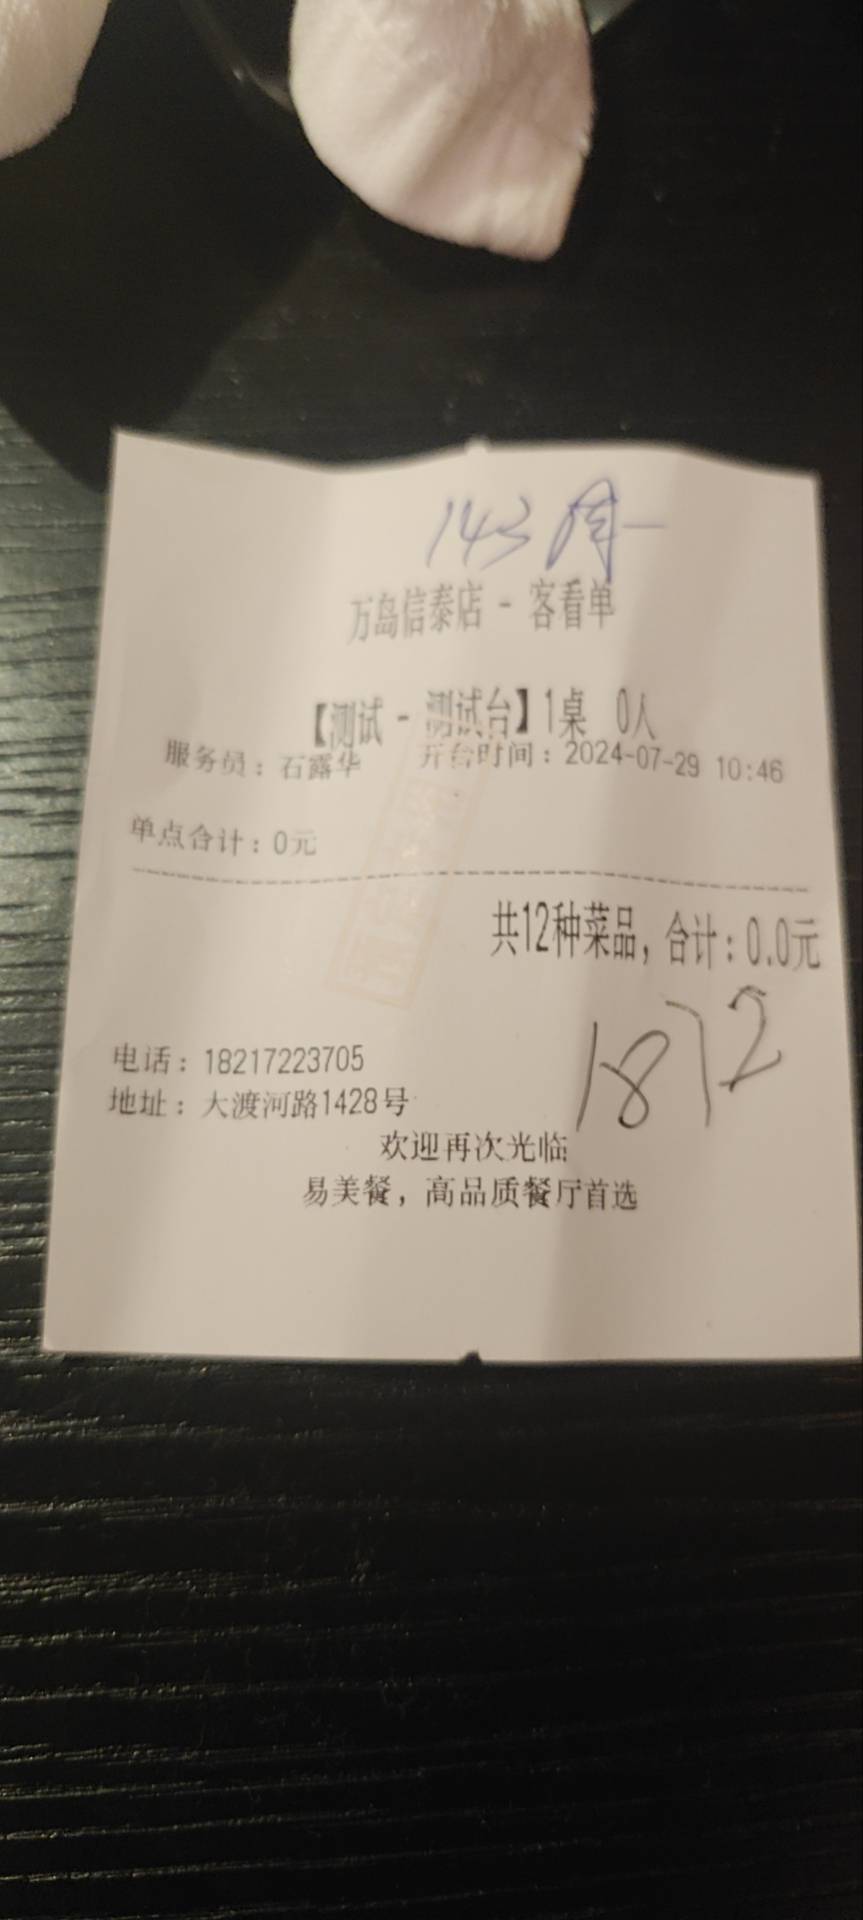 143 周一
万岛信泰店 - 客看单
【测试 - 测试台】1桌 0人
服务员：石露华 开台时间：2024-07-29 10:46
单点合计：0元
共12种菜品, 合计：0.0元
1872
电话：18217223705
地址：大渡河路1428号
欢迎再次光临
易美餐，高品质餐厅首选